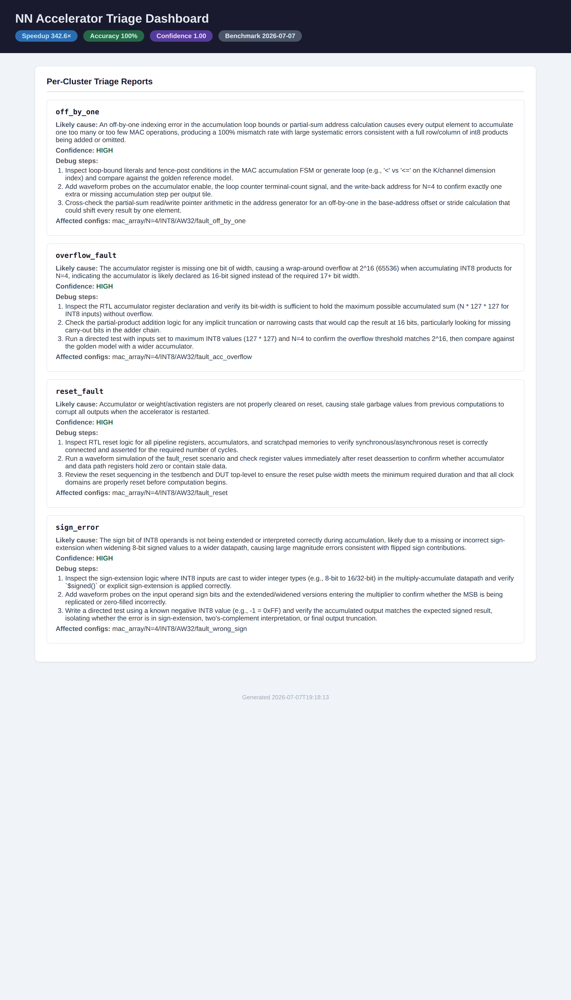 NN Accelerator Triage Dashboard
Speedup 342.6× Accuracy 100% Confidence 1.00 Benchmark 2026-07-07
Per-Cluster Triage Reports
off_by_one
Likely cause: An off-by-one indexing error in the accumulation loop bounds or partial-sum address calculation causes every output element to accumulate
one too many or too few MAC operations, producing a 100% mismatch rate with large systematic errors consistent with a full row/column of int8 products
being added or omitted.
Confidence: HIGH
Debug steps:
1. Inspect loop-bound literals and fence-post conditions in the MAC accumulation FSM or generate loop (e.g., '<' vs '<=' on the K/channel dimension
index) and compare against the golden reference model.
2. Add waveform probes on the accumulator enable, the loop counter terminal-count signal, and the write-back address for N=4 to confirm exactly one
extra or missing accumulation step per output tile.
3. Cross-check the partial-sum read/write pointer arithmetic in the address generator for an off-by-one in the base-address offset or stride calculation that
could shift every result by one element.
Affected configs: mac_array/N=4/INT8/AW32/fault_off_by_one
overflow_fault
Likely cause: The accumulator register is missing one bit of width, causing a wrap-around overflow at 2^16 (65536) when accumulating INT8 products for
N=4, indicating the accumulator is likely declared as 16-bit signed instead of the required 17+ bit width.
Confidence: HIGH
Debug steps:
1. Inspect the RTL accumulator register declaration and verify its bit-width is sufficient to hold the maximum possible accumulated sum (N * 127 * 127 for
INT8 inputs) without overflow.
2. Check the partial-product addition logic for any implicit truncation or narrowing casts that would cap the result at 16 bits, particularly looking for missing
carry-out bits in the adder chain.
3. Run a directed test with inputs set to maximum INT8 values (127 * 127) and N=4 to confirm the overflow threshold matches 2^16, then compare against
the golden model with a wider accumulator.
Affected configs: mac_array/N=4/INT8/AW32/fault_acc_overflow
reset_fault
Likely cause: Accumulator or weight/activation registers are not properly cleared on reset, causing stale garbage values from previous computations to
corrupt all outputs when the accelerator is restarted.
Confidence: HIGH
Debug steps:
1. Inspect RTL reset logic for all pipeline registers, accumulators, and scratchpad memories to verify synchronous/asynchronous reset is correctly
connected and asserted for the required number of cycles.
2. Run a waveform simulation of the fault_reset scenario and check register values immediately after reset deassertion to confirm whether accumulator
and data path registers hold zero or contain stale data.
3. Review the reset sequencing in the testbench and DUT top-level to ensure the reset pulse width meets the minimum required duration and that all clock
domains are properly reset before computation begins.
Affected configs: mac_array/N=4/INT8/AW32/fault_reset
sign_error
Likely cause: The sign bit of INT8 operands is not being extended or interpreted correctly during accumulation, likely due to a missing or incorrect sign-
extension when widening 8-bit signed values to a wider datapath, causing large magnitude errors consistent with flipped sign contributions.
Confidence: HIGH
Debug steps:
1. Inspect the sign-extension logic where INT8 inputs are cast to wider integer types (e.g., 8-bit to 16/32-bit) in the multiply-accumulate datapath and verify
`$signed()` or explicit sign-extension is applied correctly.
2. Add waveform probes on the input operand sign bits and the extended/widened versions entering the multiplier to confirm whether the MSB is being
replicated or zero-filled incorrectly.
3. Write a directed test using a known negative INT8 value (e.g., -1 = 0xFF) and verify the accumulated output matches the expected signed result,
isolating whether the error is in sign-extension, two's-complement interpretation, or final output truncation.
Affected configs: mac_array/N=4/INT8/AW32/fault_wrong_sign
Generated 2026-07-07T19:18:13